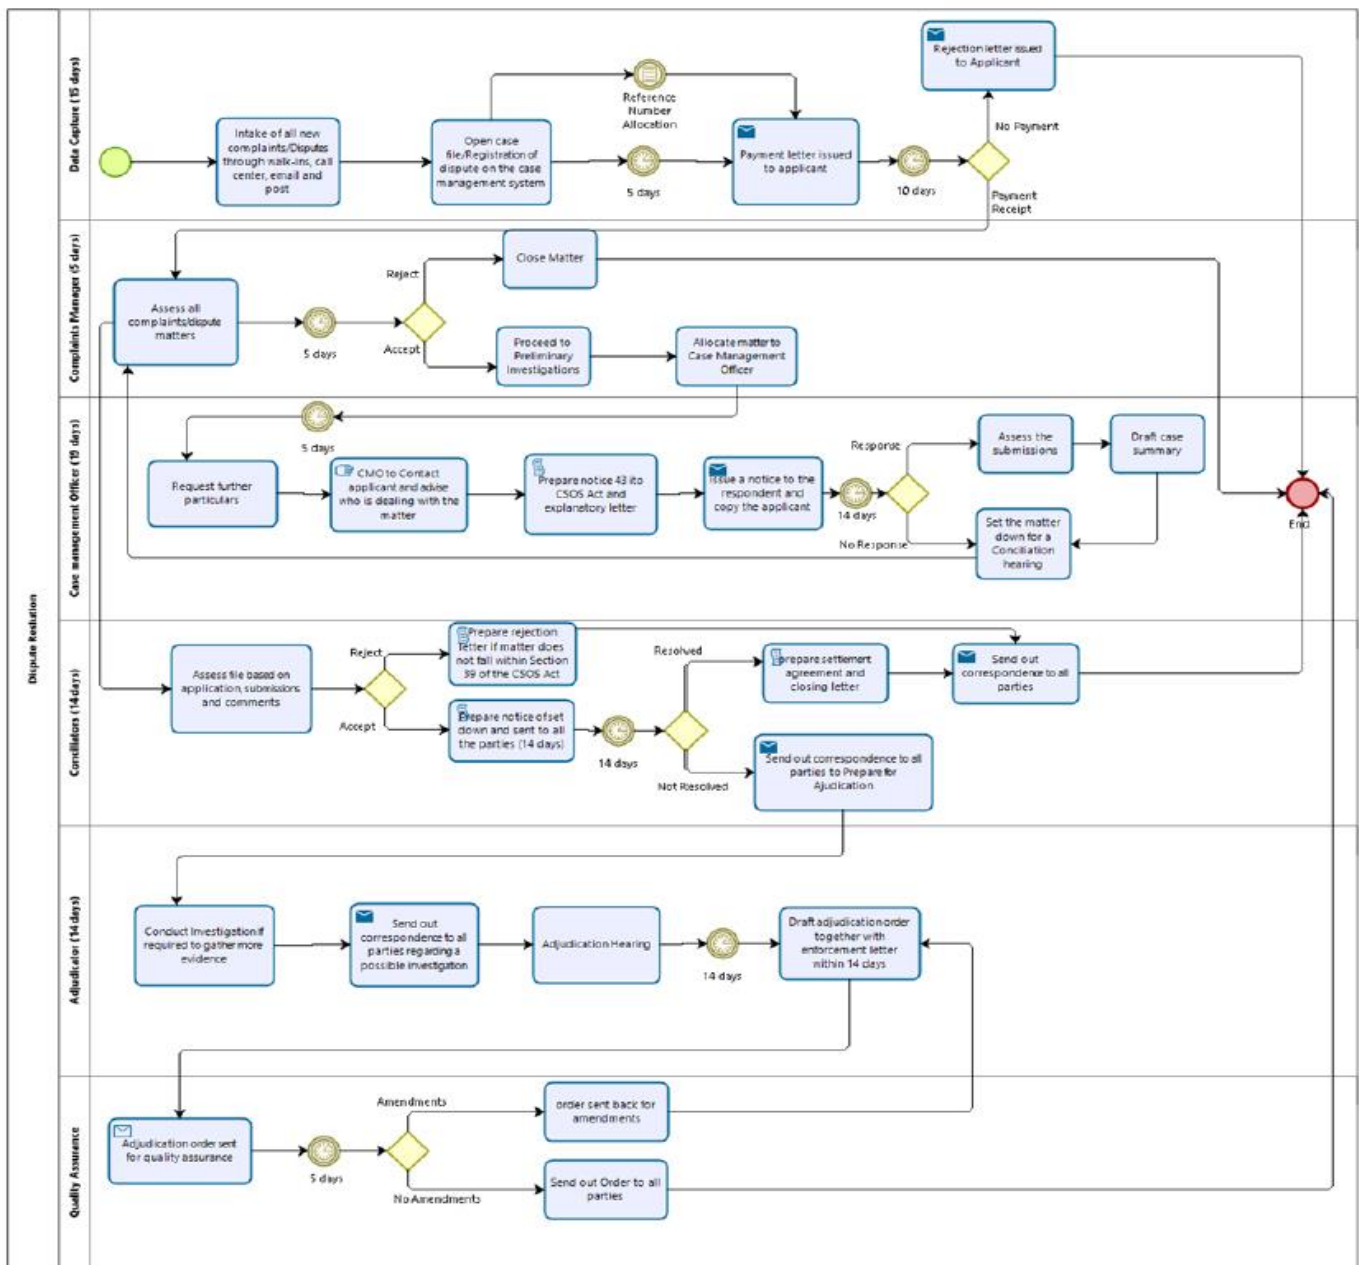 Dispute Reslution
Data Capture (15 days)
Intake of all new
complaints/Disputes
through walk-ins, call
center, email and
post
Open case
file/Registration of
dispute on the case
management system
Reference
Number
Allocation
5 days
Payment letter issued
to applicant
10 days
Rejection letter issued
to Applicant
No Payment
Payment
Receipt
Complaints Manager (5 days)
Assess all
complaints/dispute
matters
5 days
Reject
Accept
Close Matter
Proceed to
Preliminary
Investigations
Allocate matter to
Case Management
Officer
Case management Officer (19 days)
5 days
Request further
particulars
CMO to Contact
applicant and advise
who is dealing with the
matter
Prepare notice 43 ito
CSOS Act and
explanatory letter
Issue a notice to the
respondent and
copy the applicant
14 days
Response
No Response
Assess the
submissions
Draft case
summary
Set the matter
down for a
Conciliation
hearing
End
Conciliators (14 days)
Assess file based on
application, submissions
and comments
Reject
Accept
Prepare rejection
letter if matter does
not fall within Section
39 of the CSOS Act
Prepare notice of set
down and sent to all
the parties (14 days)
14 days
Resolved
Not Resolved
prepare settlement
agreement and
closing letter
Send out
correspondence to all
parties
Send out correspondence to all
parties to Prepare for
Ajudication
Adjudicator (14 days)
Conduct Investigation if
required to gather more
evidence
Send out
correspondence to all
parties regarding a
possible investigation
Adjudication Hearing
14 days
Draft adjudication order
together with
enforcement letter
within 14 days
Quality Assurance
Adjudication order sent
for quality assurance
5 days
Amendments
No Amendments
order sent back for
amendments
Send out Order to all
parties